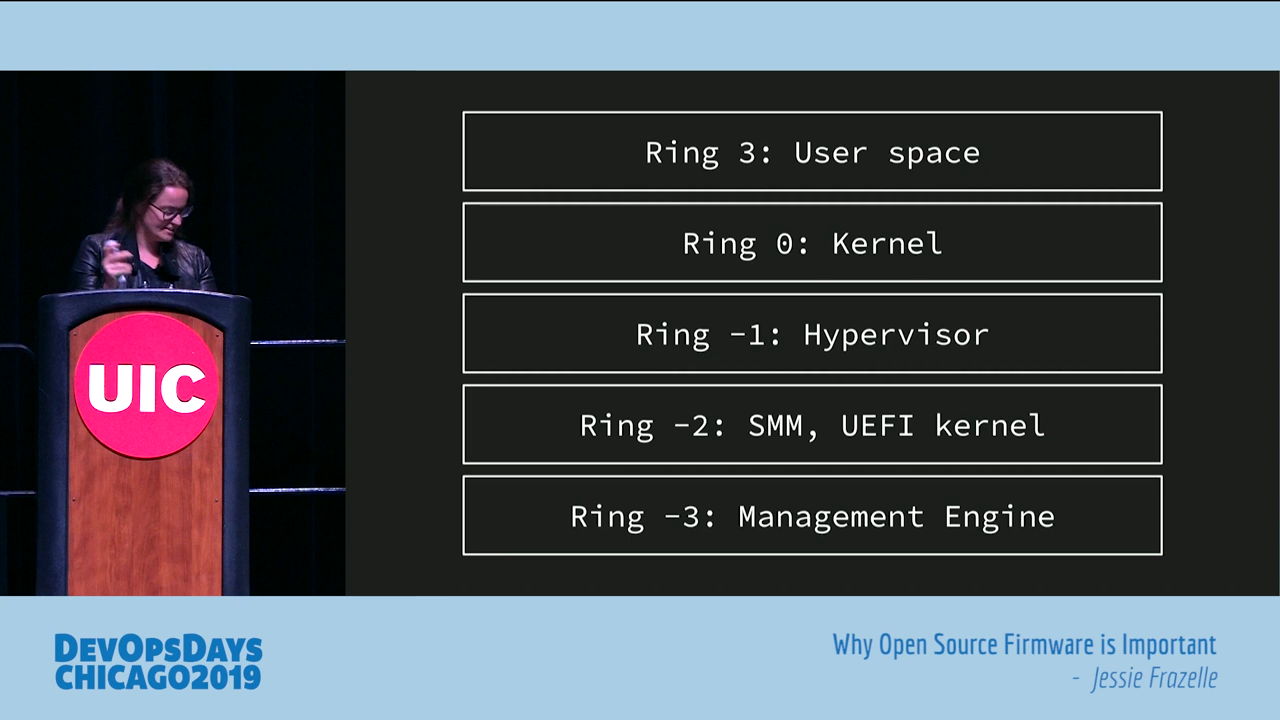 Ring 3: User space
Ring 0: Kernel
Ring -1: Hypervisor
Ring -2: SMM, UEFI kernel
Ring -3: Management Engine
UIC
DEVOPSDAYS
CHICAGO2019
Why Open Source Firmware is Important
- Jessie Frazelle